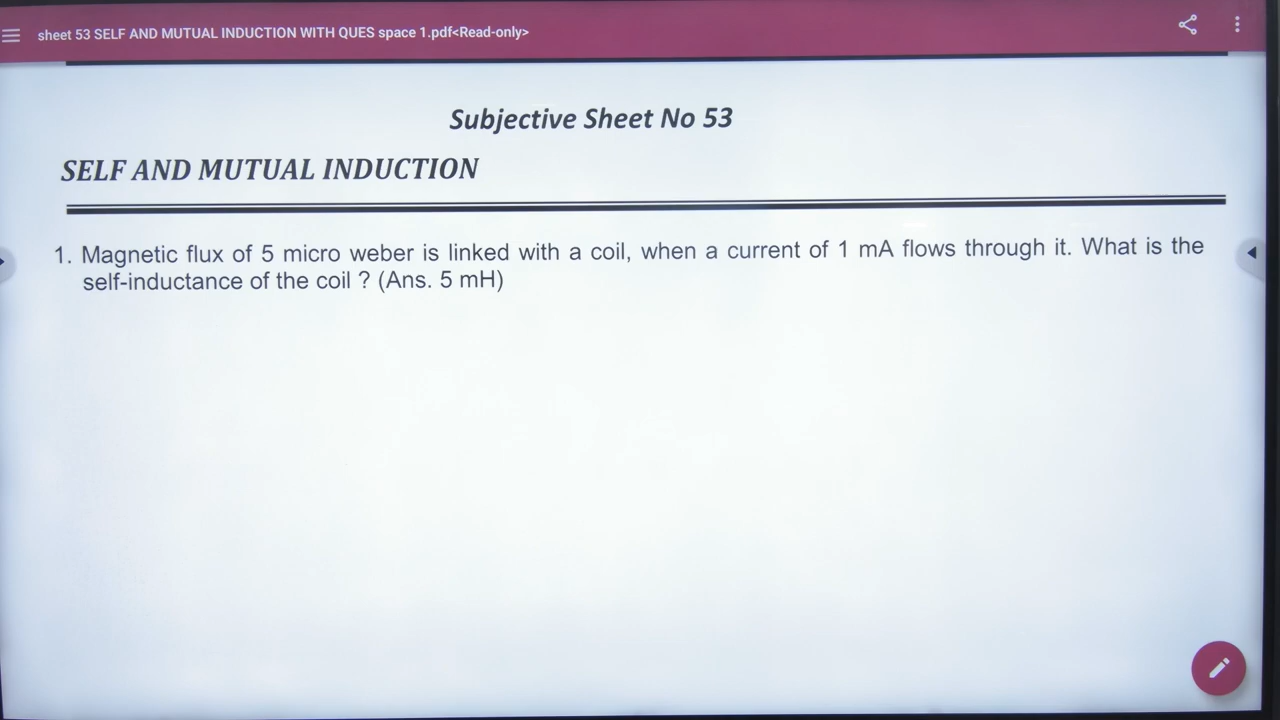 sheet 53 SELF AND MUTUAL INDUCTION WITH QUES space 1.pdf<Read-only>
Subjective Sheet No 53
SELF AND MUTUAL INDUCTION
1. Magnetic flux of 5 micro weber is linked with a coil, when a current of 1 mA flows through it. What is the
self-inductance of the coil ? (Ans. 5 mH)